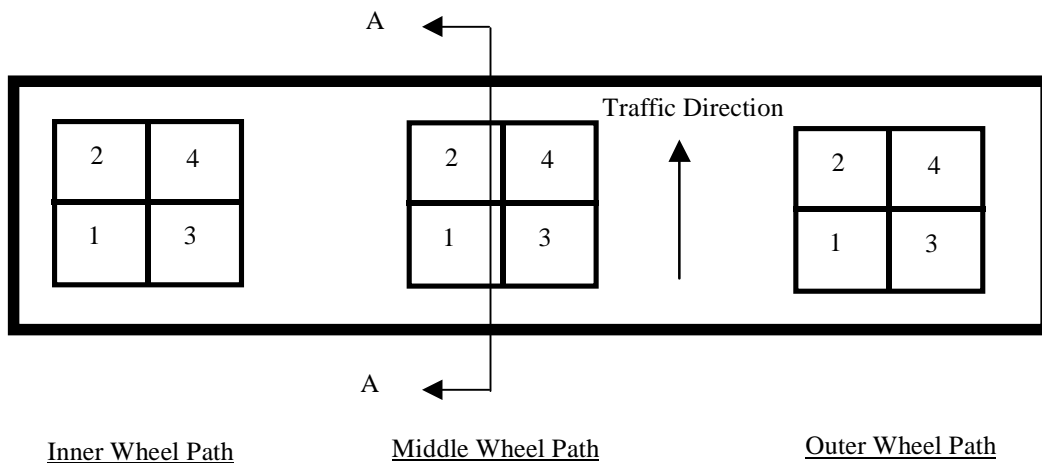 A
Traffic Direction
2 4
2 4
2 4
1 3
1 3
1 3
A
Inner Wheel Path
Middle Wheel Path
Outer Wheel Path